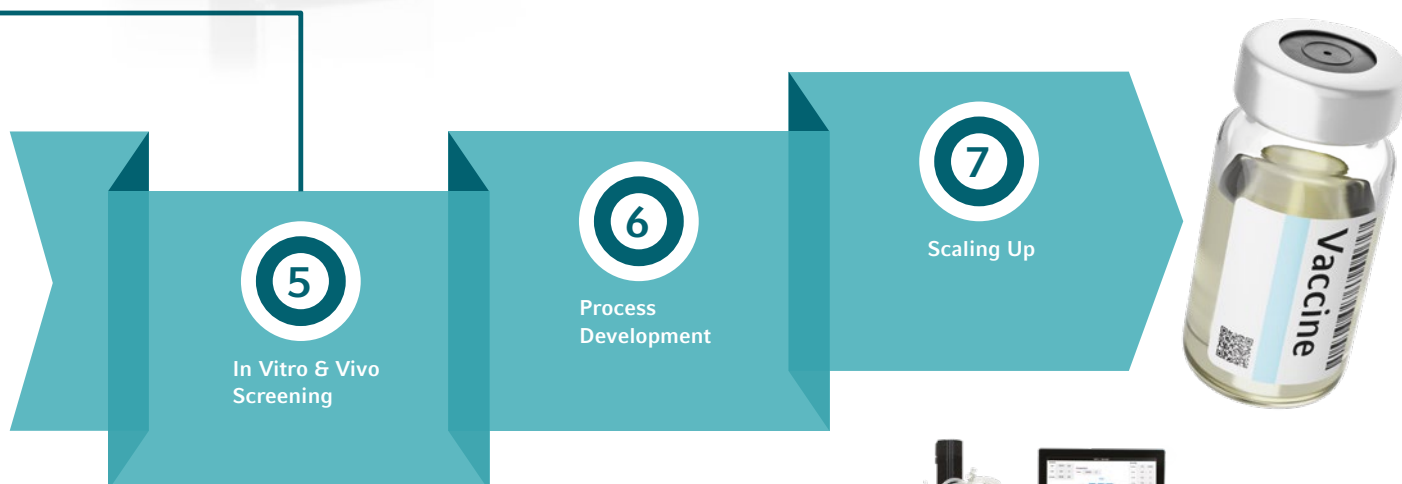 5
In Vitro & Vivo
Screening
6
Process
Development
7
Scaling Up
Vaccine